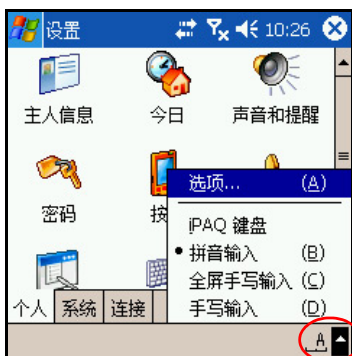 设置 10:26
主人信息 今日 声音和提醒
密码 按
选项... (A)
iPAQ 键盘
• 拼音输入 (B)
全屏手写输入 (C)
手写输入 (D)
个人 系统 连接
A